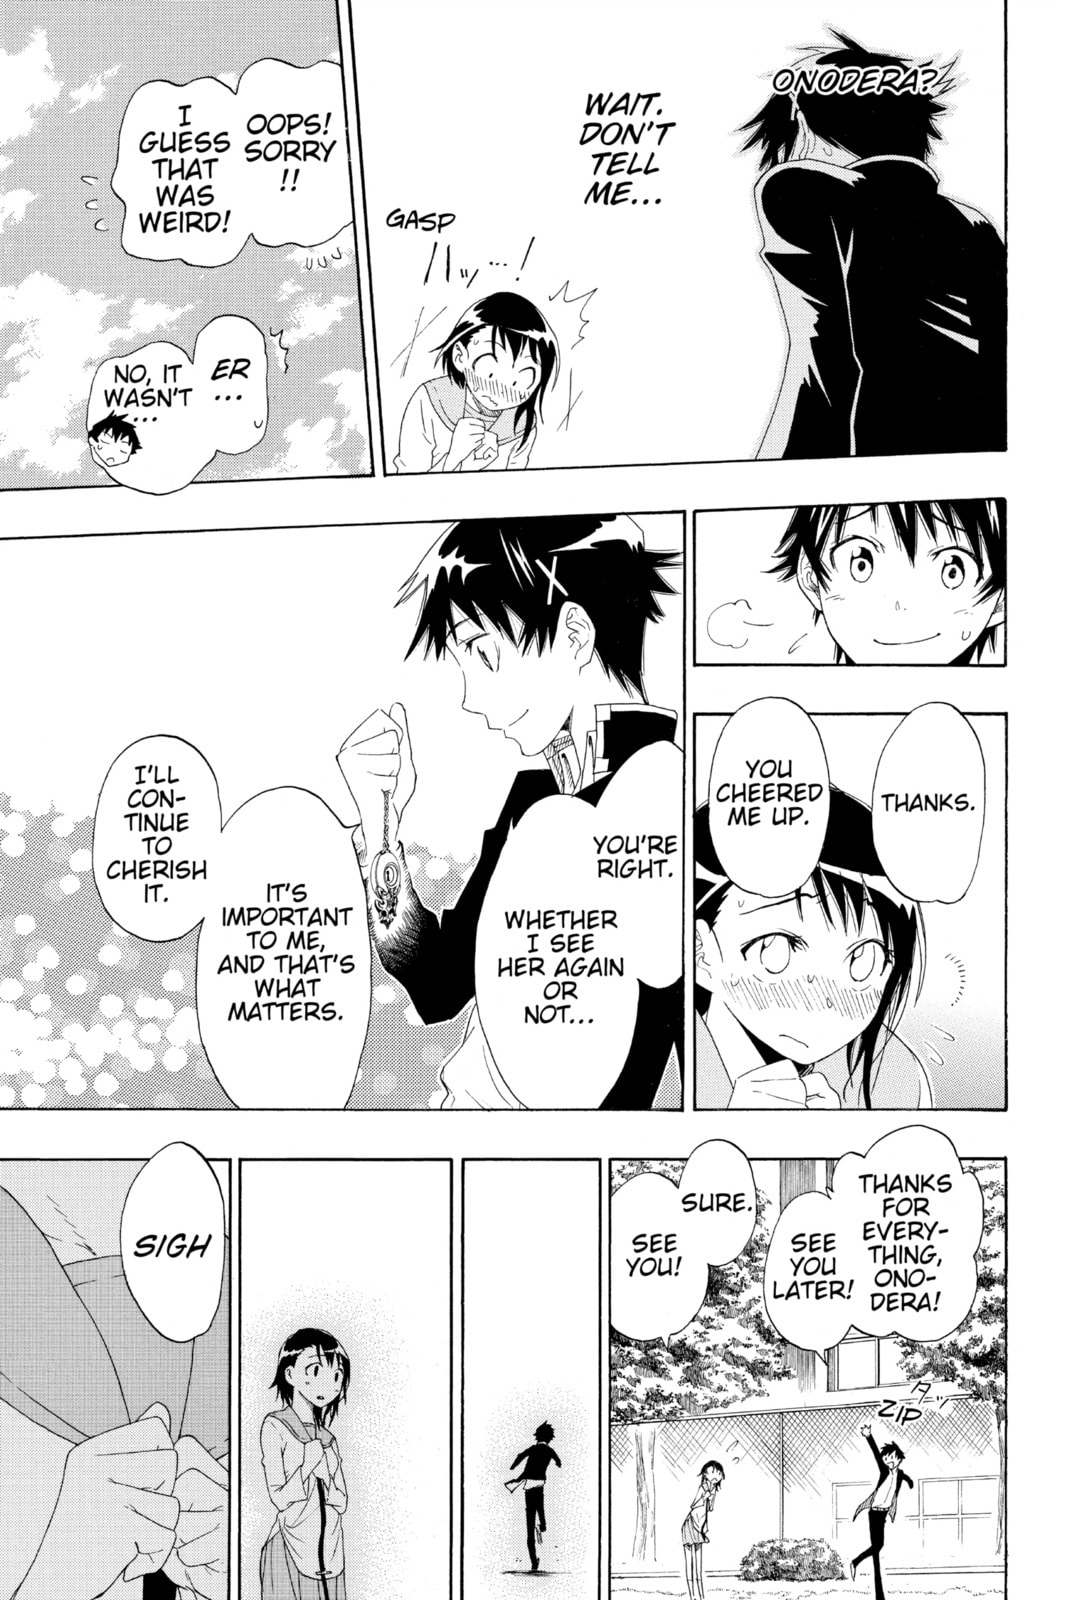 ONODERA?
WAIT.
DON'T
TELL
ME...
GASP
ハッ…!
OOPS!
SORRY
!!
I
GUESS
THAT
WAS
WEIRD!
ER
...
NO, IT
WASN'T
...
THANKS.
YOU
CHEERED
ME UP.
YOU'RE
RIGHT.
WHETHER
I SEE
HER AGAIN
OR
NOT...
IT'S
IMPORTANT
TO ME,
AND THAT'S
WHAT
MATTERS.
I'LL
CON-
TINUE
TO
CHERISH
IT.
THANKS
FOR
EVERY-
THING,
ONO-
DERA!
SEE
YOU
LATER!
SURE.
SEE
YOU!
ダッ
ZIP
SIGH